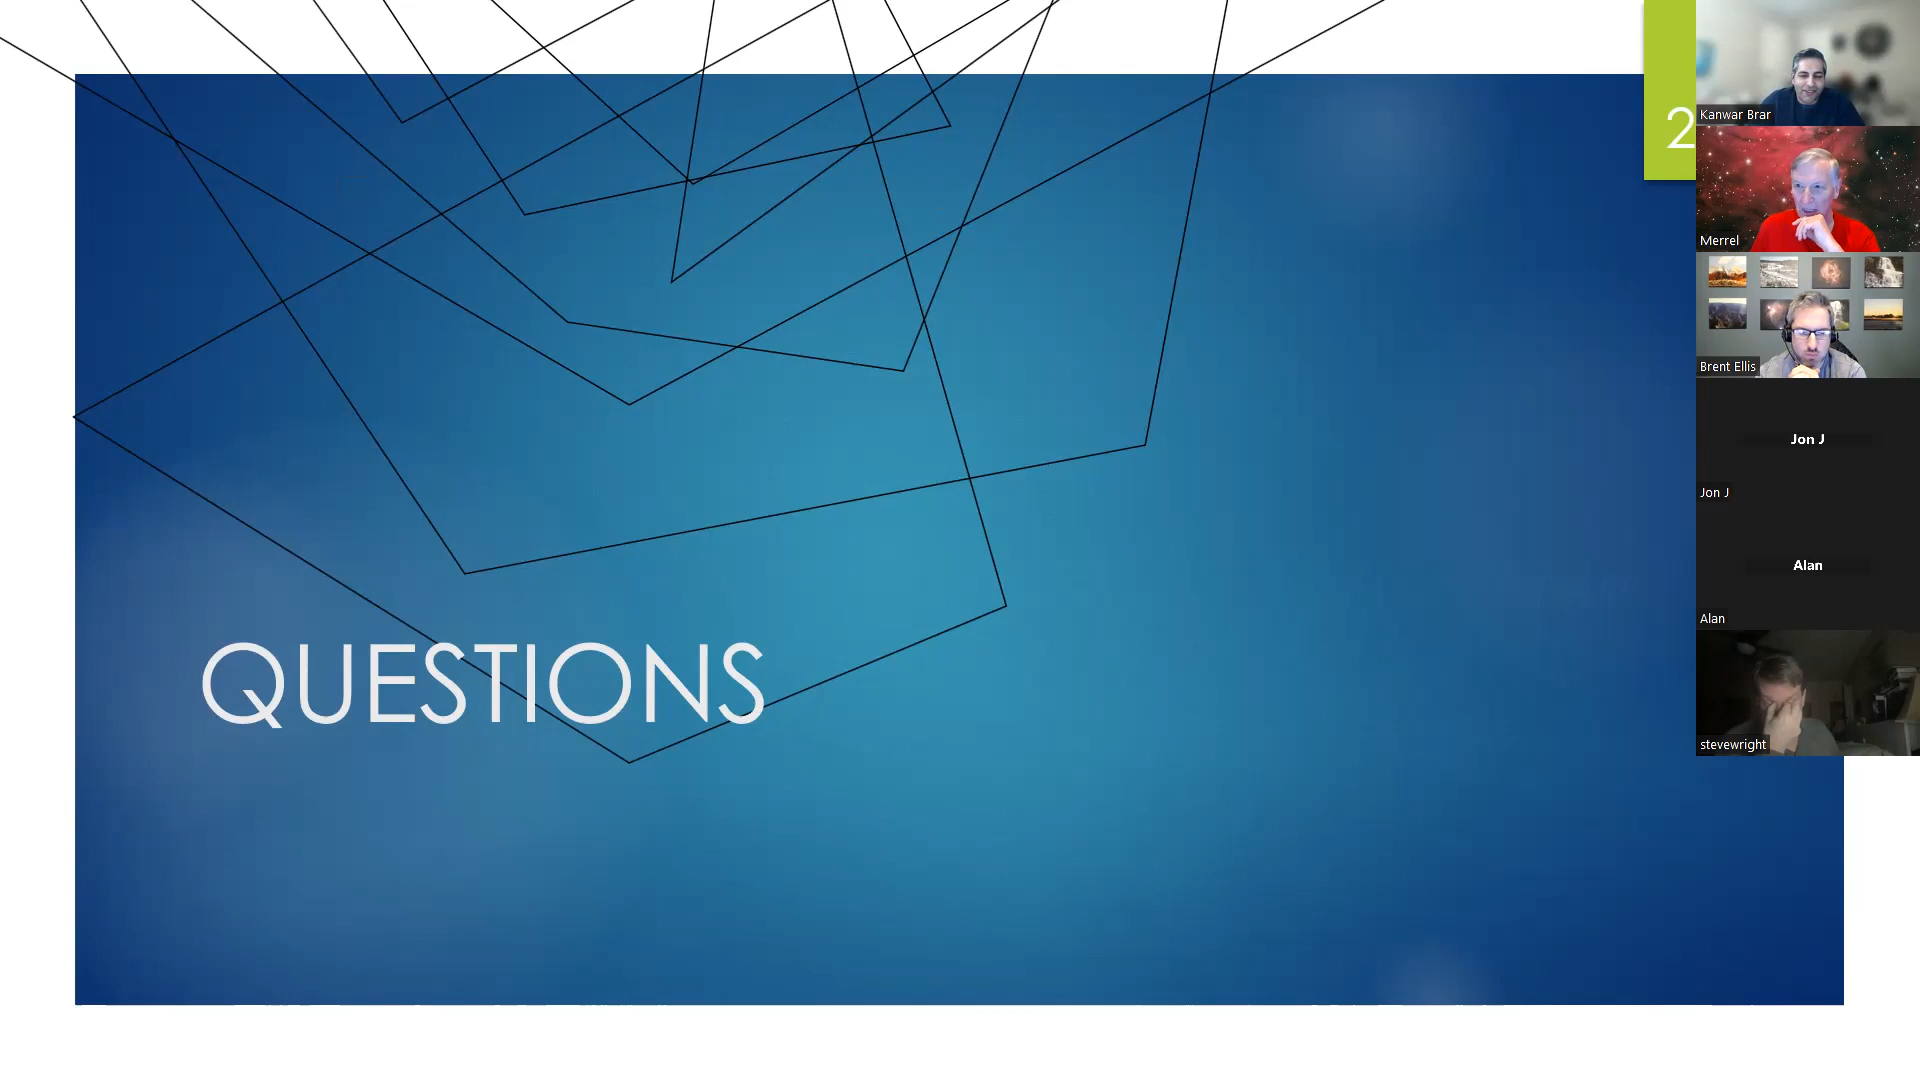 QUESTIONS
2
Kanwar Brar
Merrel
Brent Ellis
Jon J
Jon J
Alan
Alan
stevewright